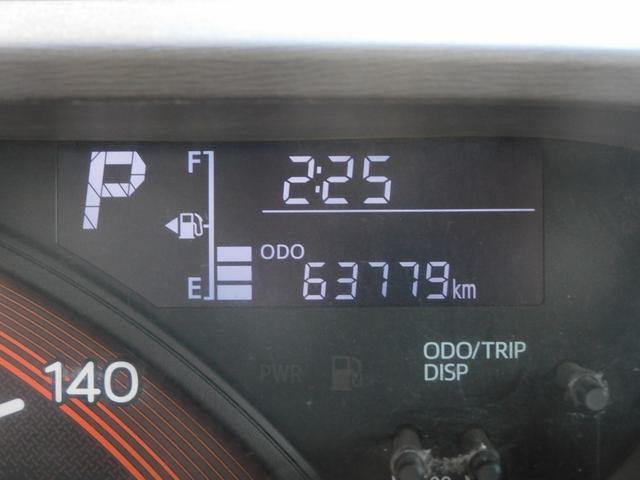 P
F
2:25
E
ODO
63779km
ODO/TRIP
DISP
PWR
140